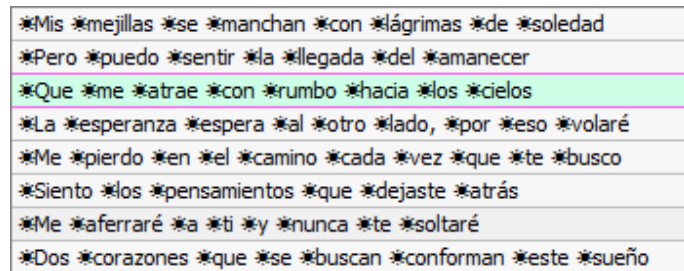 ☀Mis ☀mejillas ☀se ☀manchan ☀con ☀lágrimas ☀de ☀soledad
☀Pero ☀puedo ☀sentir ☀la ☀llegada ☀del ☀amanecer
☀Que ☀me ☀atrae ☀con ☀rumbo ☀hacia ☀los ☀cielos
☀La ☀esperanza ☀espera ☀al ☀otro ☀lado, ☀por ☀eso ☀volaré
☀Me ☀pierdo ☀en ☀el ☀camino ☀cada ☀vez ☀que ☀te ☀busco
☀Siento ☀los ☀pensamientos ☀que ☀dejaste ☀atrás
☀Me ☀aferraré ☀a ☀ti ☀y ☀nunca ☀te ☀soltaré
☀Dos ☀corazones ☀que ☀se ☀buscan ☀conforman ☀este ☀sueño